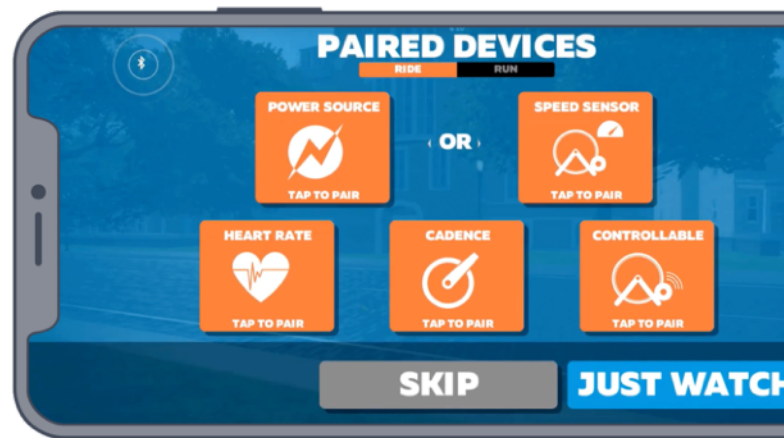 PAIRED DEVICES
RIDE RUN
POWER SOURCE
TAP TO PAIR
OR
SPEED SENSOR
TAP TO PAIR
HEART RATE
TAP TO PAIR
CADENCE
TAP TO PAIR
CONTROLLABLE
TAP TO PAIR
SKIP
JUST WATCH